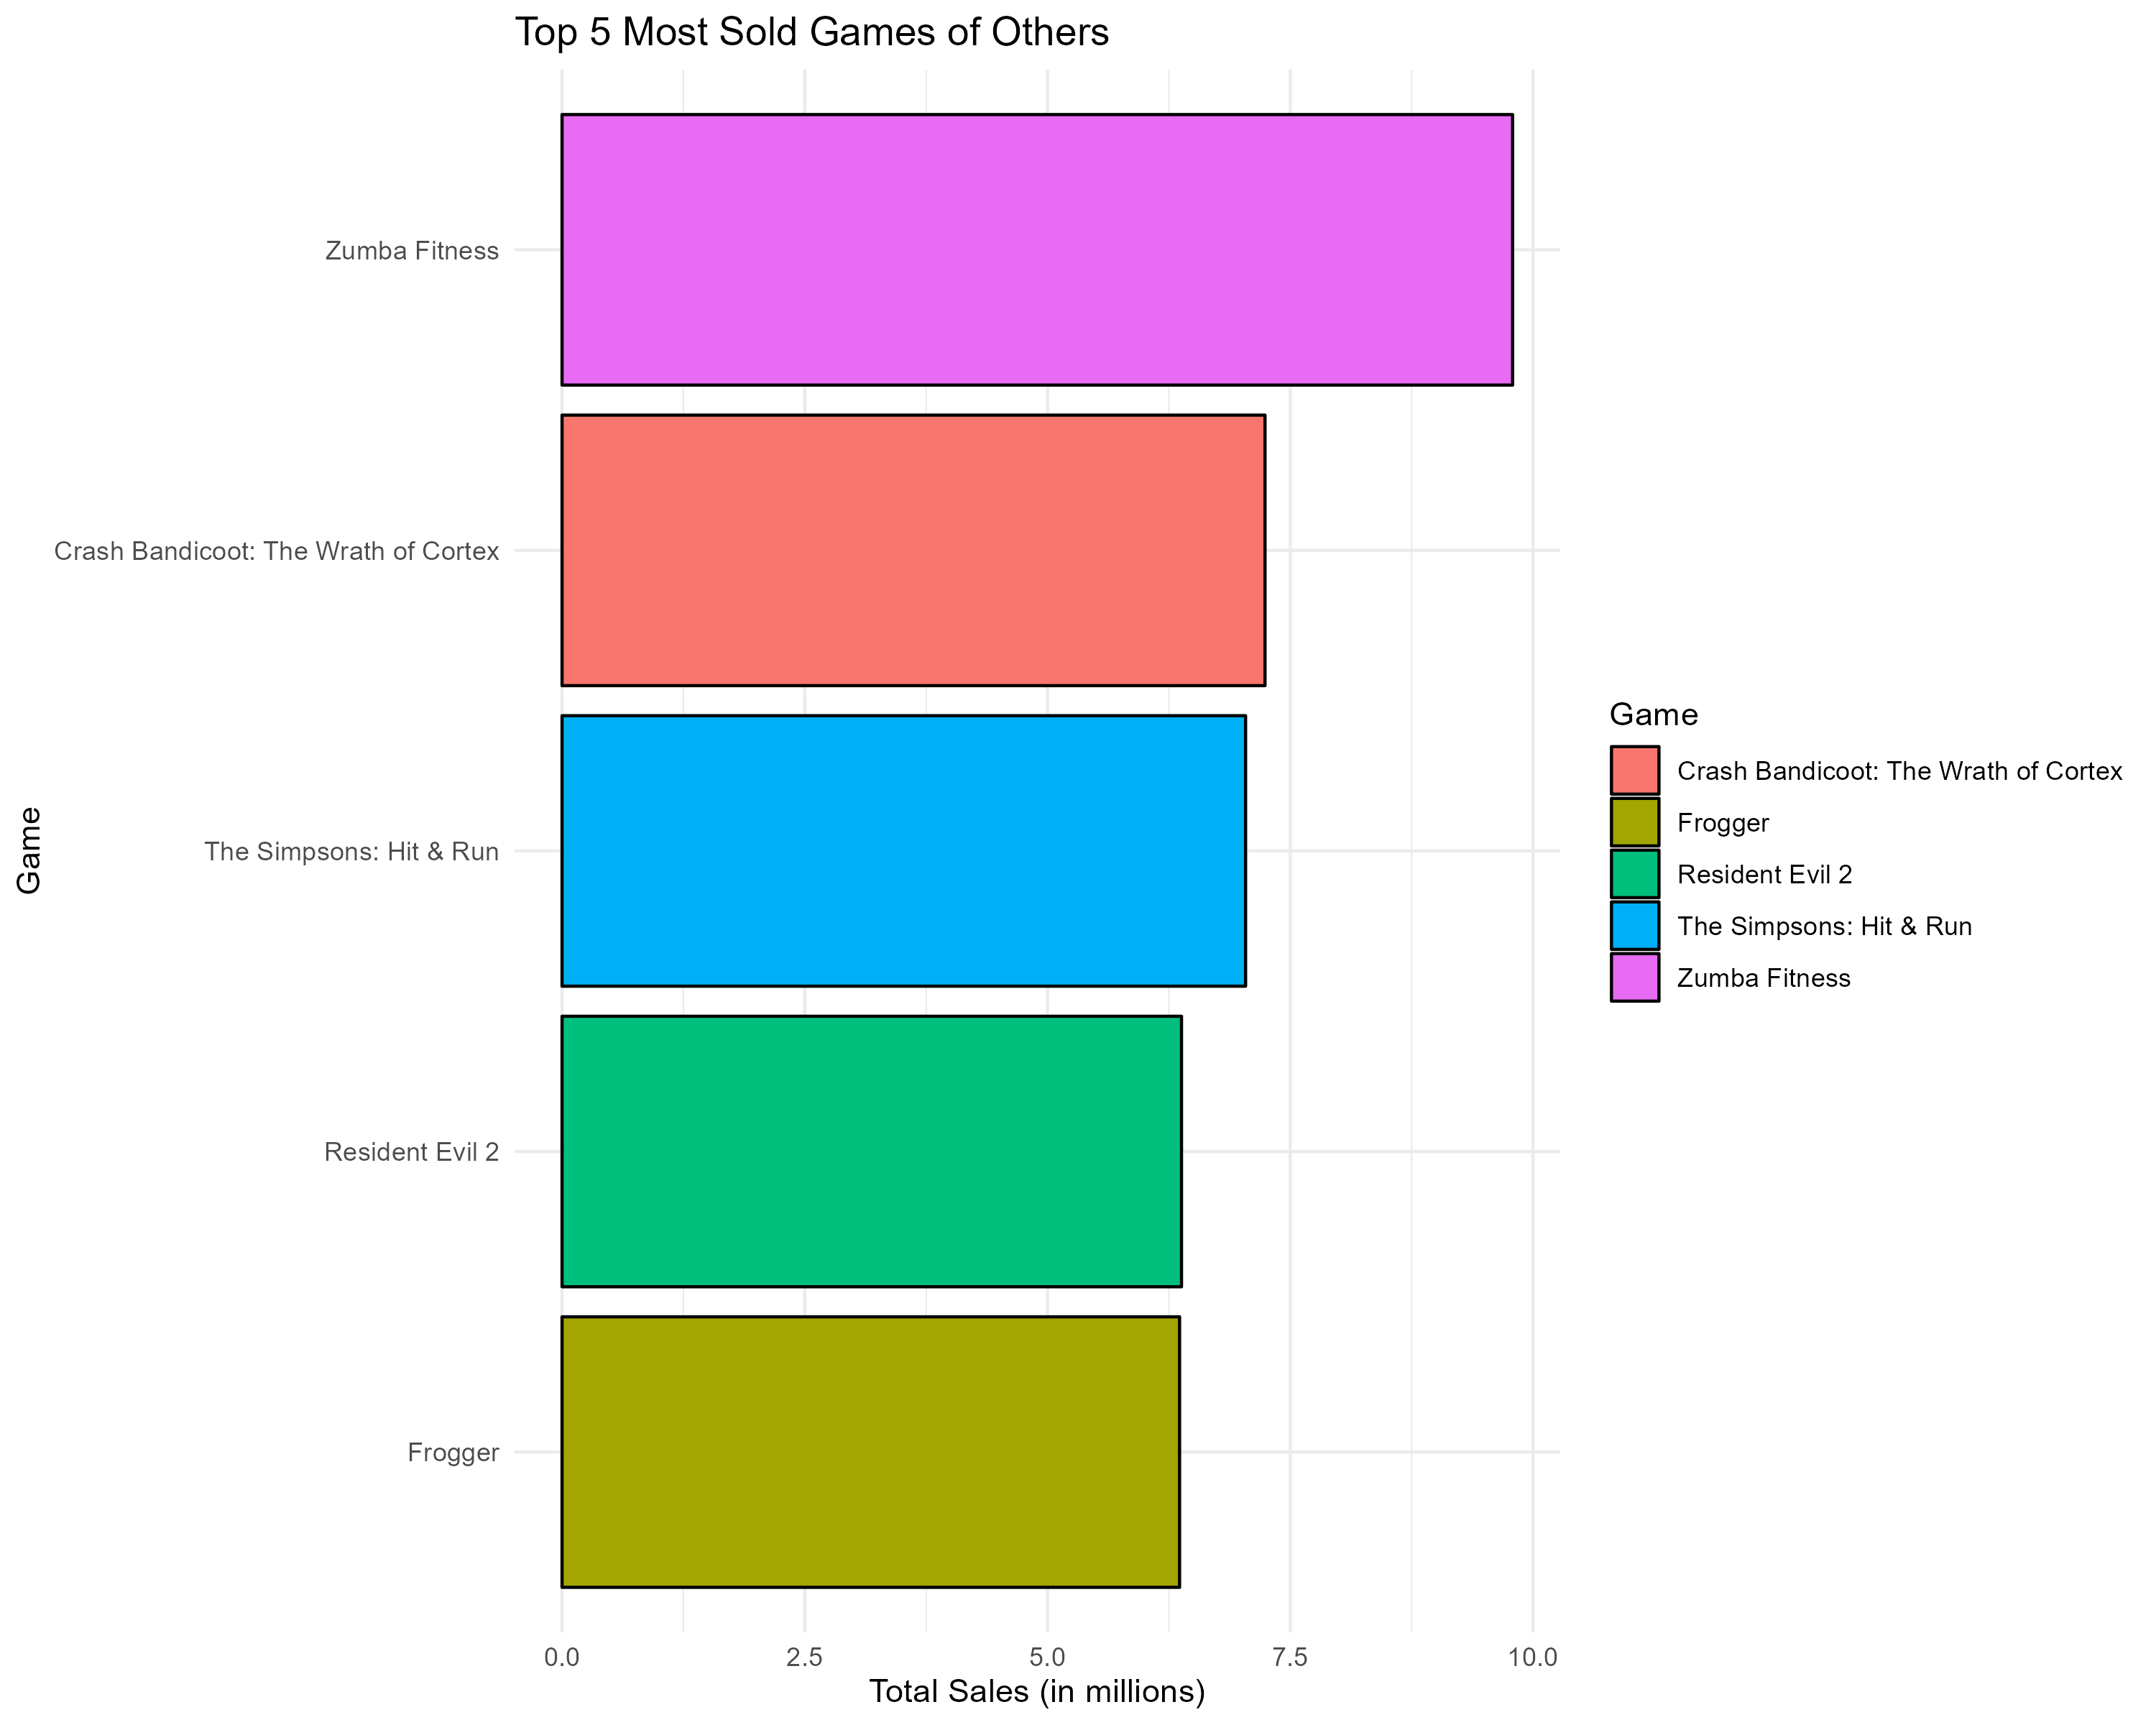 Top 5 Most Sold Games of Others
Game
Zumba Fitness
Crash Bandicoot: The Wrath of Cortex
The Simpsons: Hit & Run
Resident Evil 2
Frogger
0.0 2.5 5.0 7.5 10.0
Total Sales (in millions)
Game
Crash Bandicoot: The Wrath of Cortex
Frogger
Resident Evil 2
The Simpsons: Hit & Run
Zumba Fitness